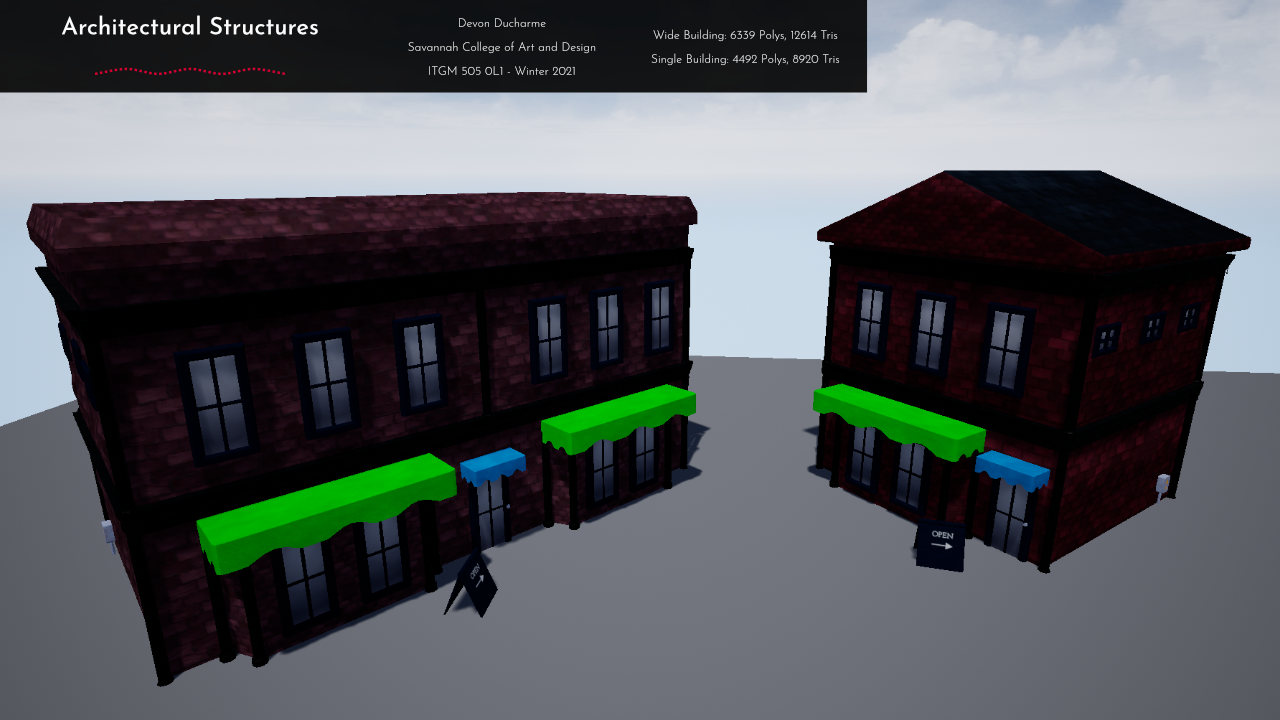 Architectural Structures
Devon Ducharme
Savannah College of Art and Design
ITGM 505 0L1 - Winter 2021
Wide Building: 6339 Polys, 12614 Tris
Single Building: 4492 Polys, 8920 Tris
OPEN
OPEN